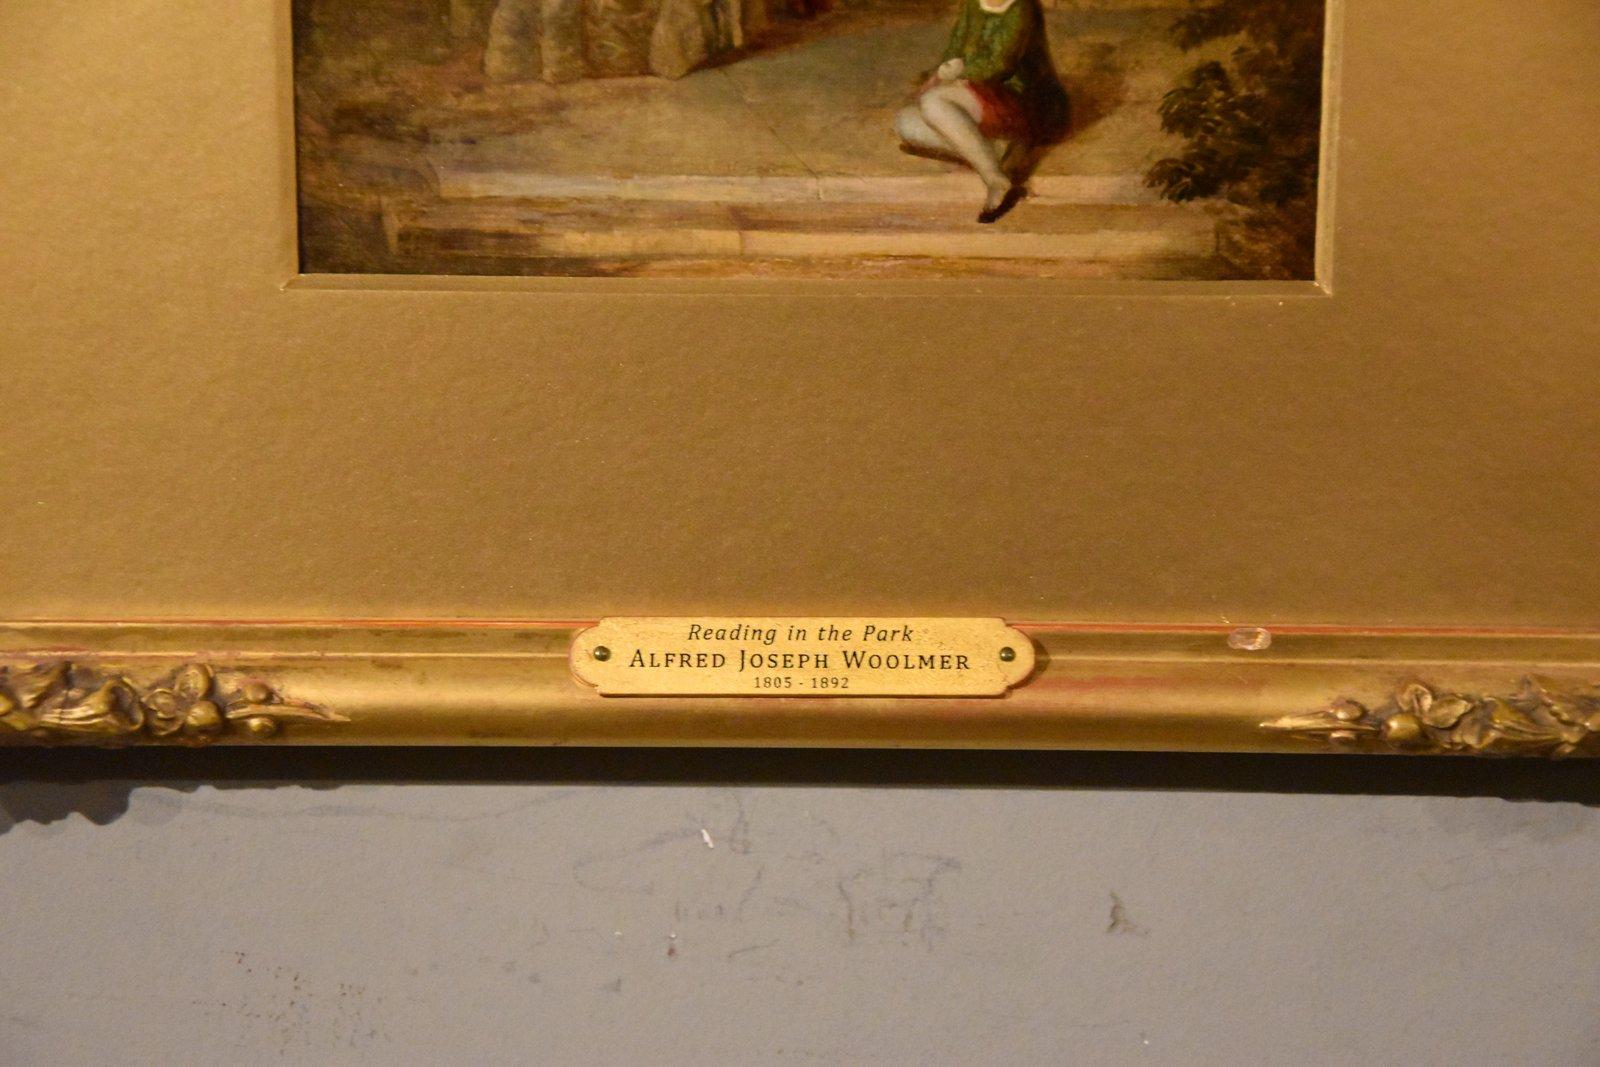 Reading in the Park
ALFRED JOSEPH WOOLMER
1805 - 1892